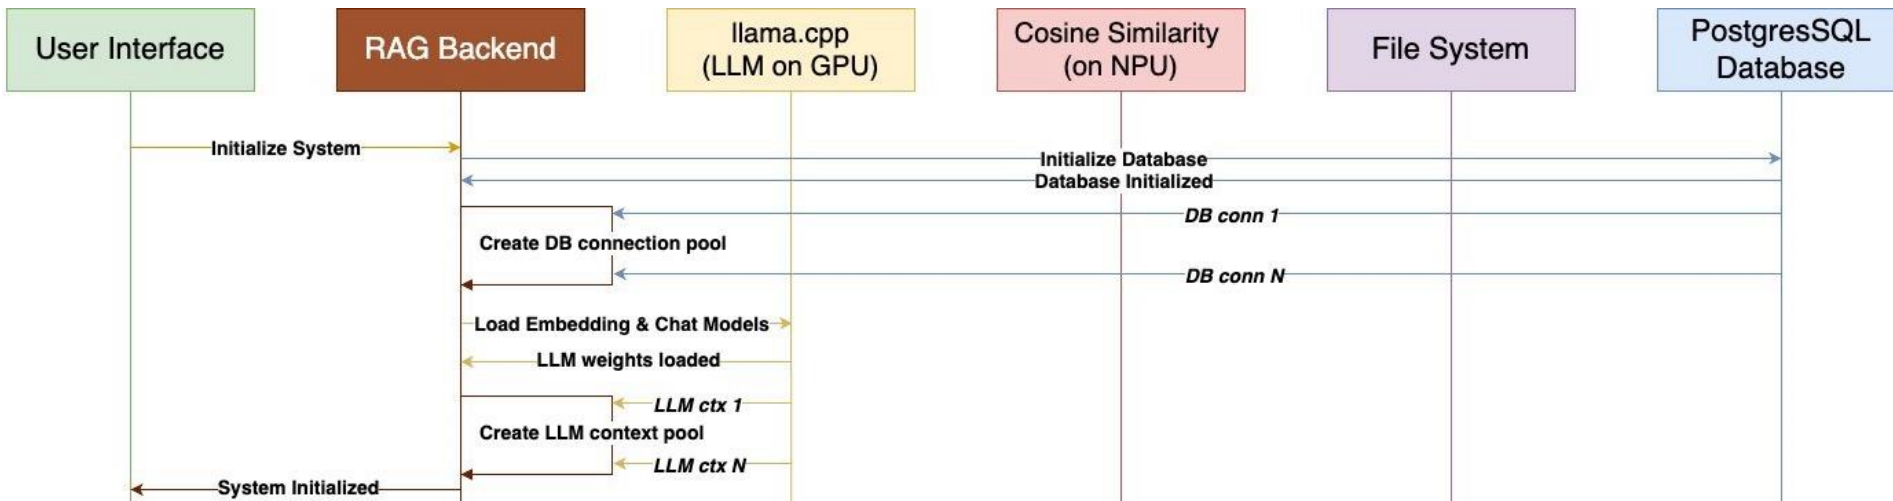 User Interface
RAG Backend
llama.cpp
(LLM on GPU)
Cosine Similarity
(on NPU)
File System
PostgresSQL
Database
Initialize System
Initialize Database
Database Initialized
DB conn 1
Create DB connection pool
DB conn N
Load Embedding & Chat Models
LLM weights loaded
LLM ctx 1
Create LLM context pool
LLM ctx N
System Initialized